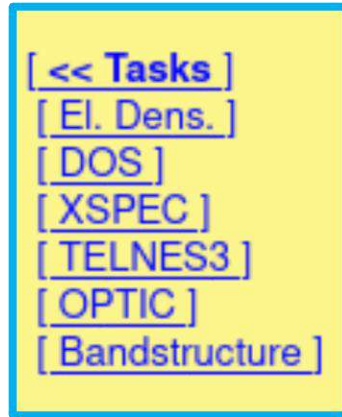 [ << Tasks ]
[ El. Dens. ]
[ DOS ]
[ XSPEC ]
[ TELNES3 ]
[ OPTIC ]
[ Bandstructure ]